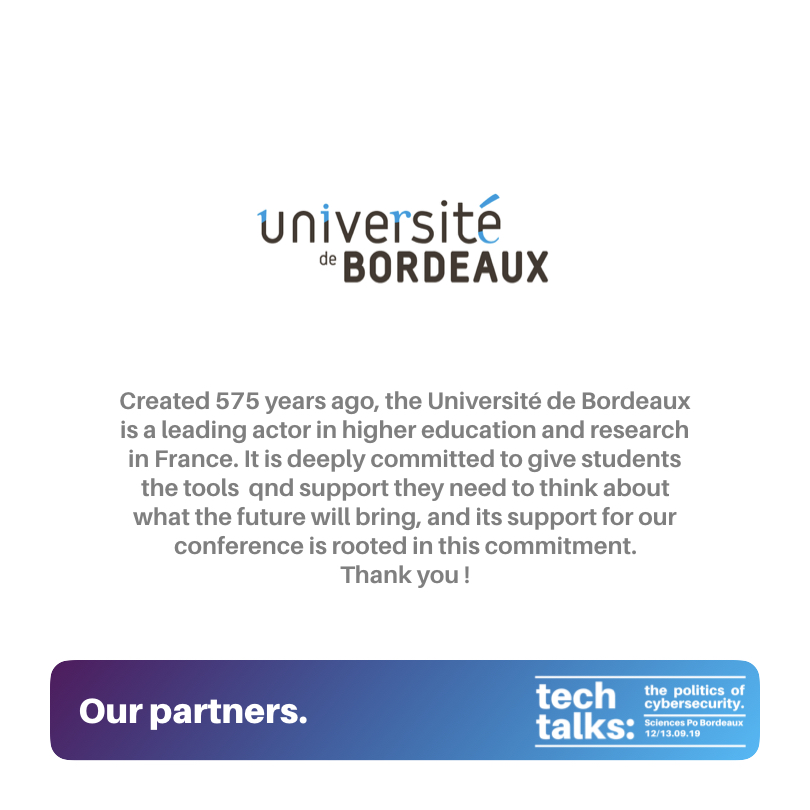 université
de BORDEAUX
Created 575 years ago, the Université de Bordeaux
is a leading actor in higher education and research
in France. It is deeply committed to give students
the tools  qnd support they need to think about
what the future will bring, and its support for our
conference is rooted in this commitment.
Thank you !
Our partners.
tech
talks:
the politics of
cybersecurity.
Sciences Po Bordeaux
12/13.09.19